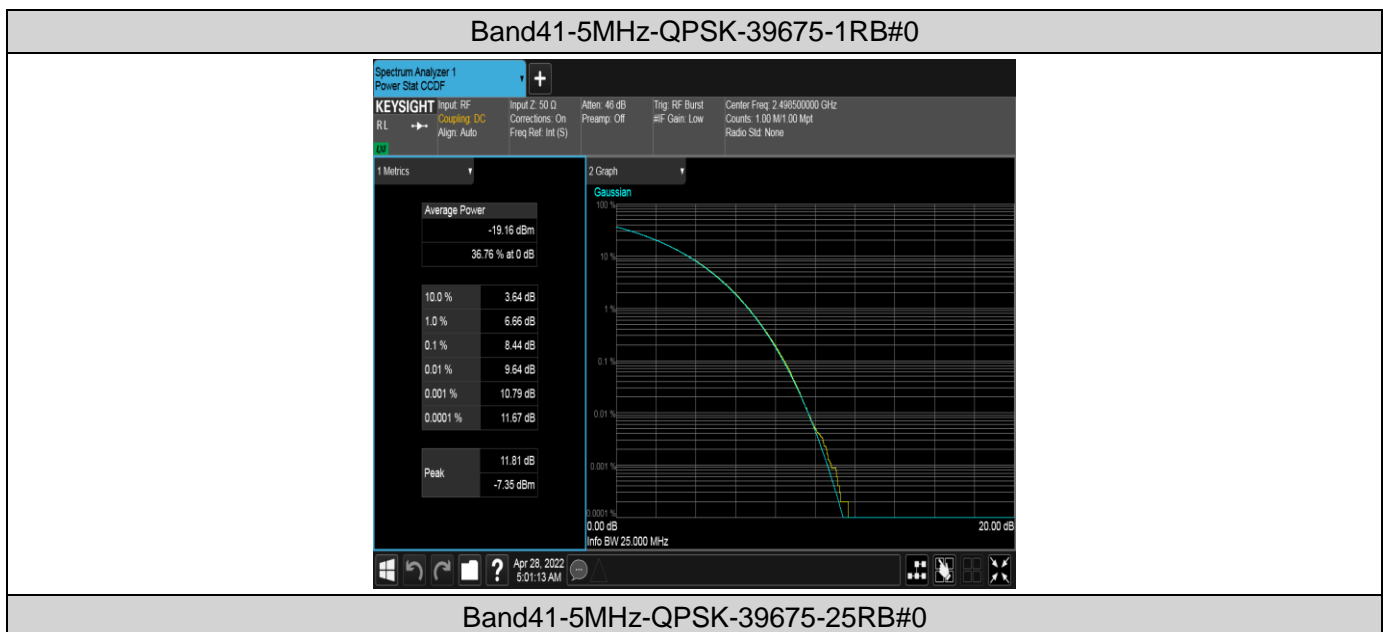 Band41-5MHz-QPSK-39675-1RB#0
Spectrum Analyzer 1
Power Stat CCDF
+
KEYSIGHT
RL
LXI
Input: RF
Coupling: DC
Align: Auto
Input Z: 50 Ω
Corrections: On
Freq Ref: Int (S)
Atten: 46 dB
Preamp: Off
Trig: RF Burst
#IF Gain: Low
Center Freq: 2.498500000 GHz
Counts: 1.00 M/1.00 Mpt
Radio Std: None
1 Metrics
Average Power
-19.16 dBm
36.76 % at 0 dB
10.0 % 3.64 dB
1.0 % 6.66 dB
0.1 % 8.44 dB
0.01 % 9.64 dB
0.001 % 10.79 dB
0.0001 % 11.67 dB
Peak 11.81 dB
-7.35 dBm
2 Graph
Gaussian
100 %
10 %
1 %
0.1 %
0.01 %
0.001 %
0.0001 %
0.00 dB 20.00 dB
Info BW 25.000 MHz
? Apr 28, 2022
5:01:13 AM
Band41-5MHz-QPSK-39675-25RB#0